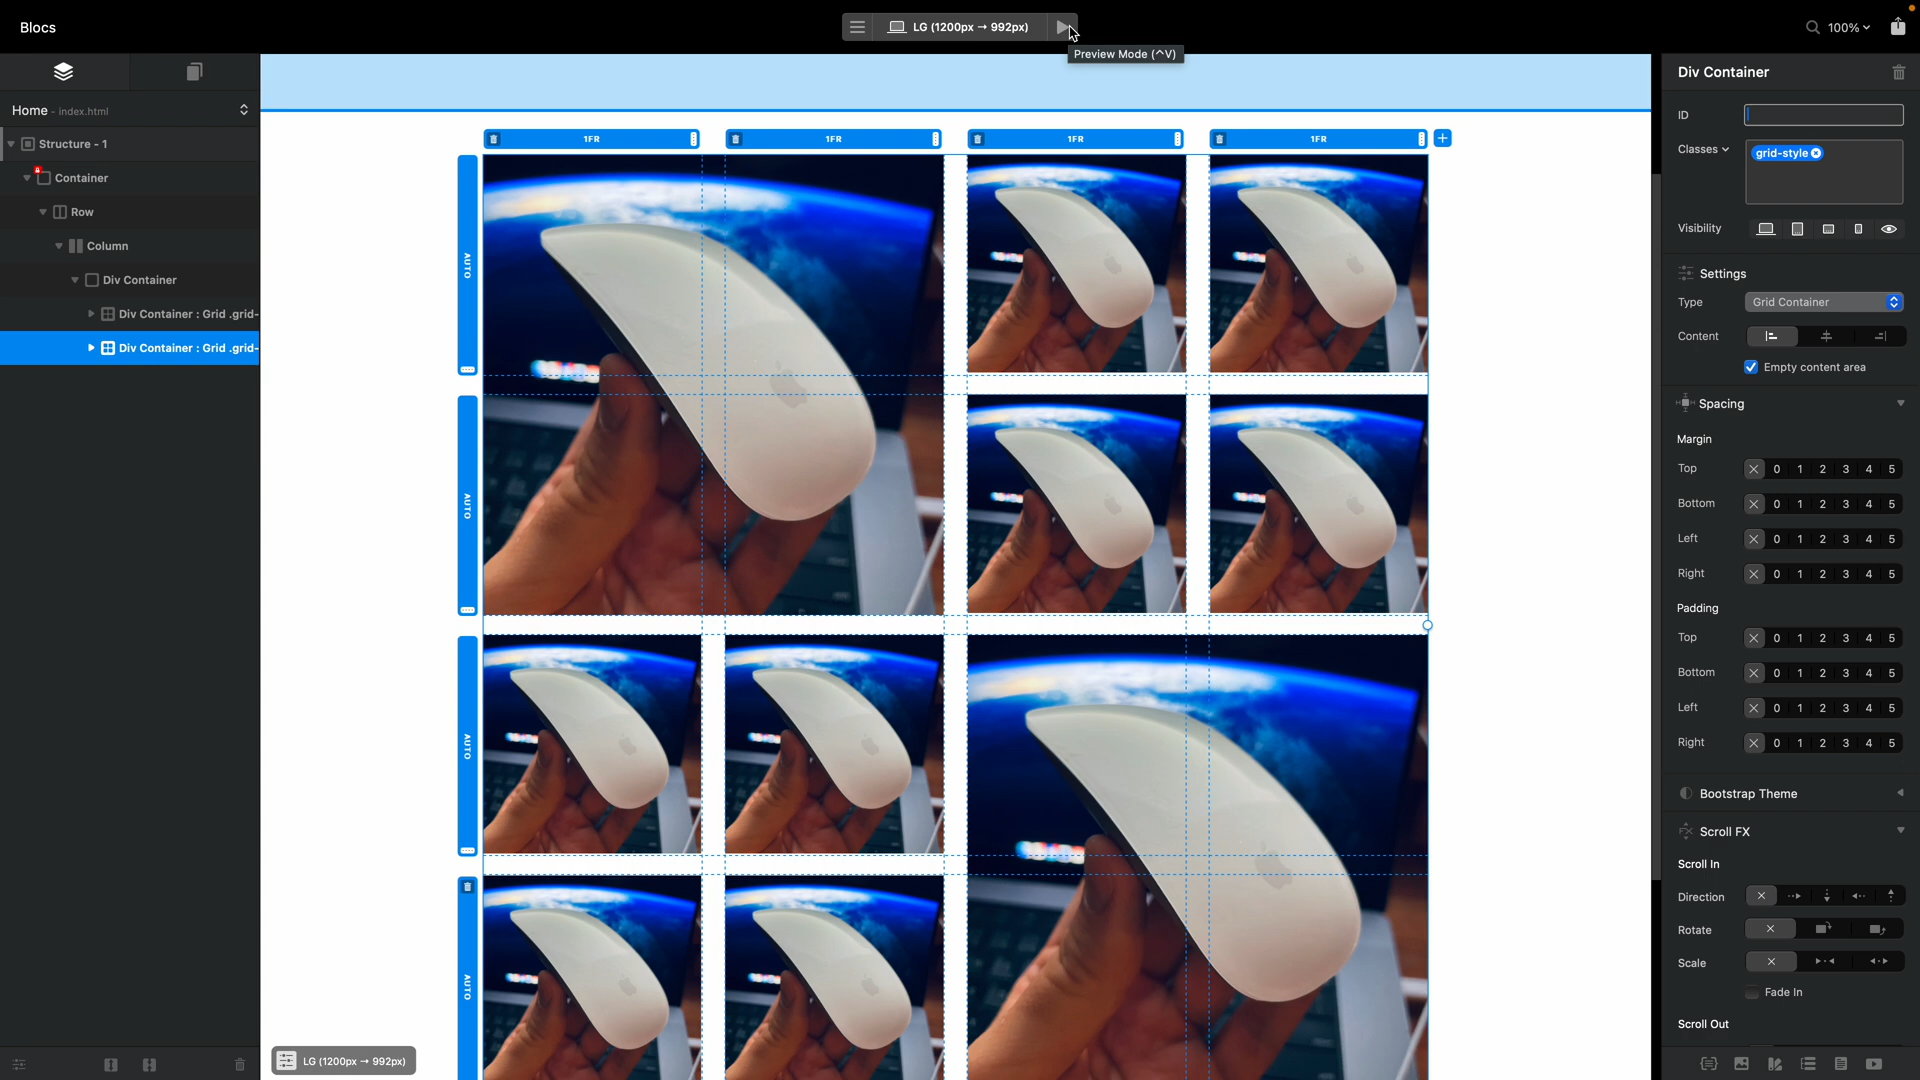 Blocs
LG (1200px → 992px)
100%
Preview Mode (^V)
Home - index.html
Structure - 1
Container
Row
Column
Div Container
Div Container : Grid .grid-
Div Container : Grid .grid-
1FR
1FR
1FR
1FR
AUTO
AUTO
AUTO
AUTO
LG (1200px → 992px)
Div Container
ID
Classes
grid-style
Visibility
Settings
Type
Grid Container
Content
Empty content area
Spacing
Margin
Top
0 1 2 3 4 5
Bottom
0 1 2 3 4 5
Left
0 1 2 3 4 5
Right
0 1 2 3 4 5
Padding
Top
0 1 2 3 4 5
Bottom
0 1 2 3 4 5
Left
0 1 2 3 4 5
Right
0 1 2 3 4 5
Bootstrap Theme
Scroll FX
Scroll In
Direction
Rotate
Scale
Fade In
Scroll Out